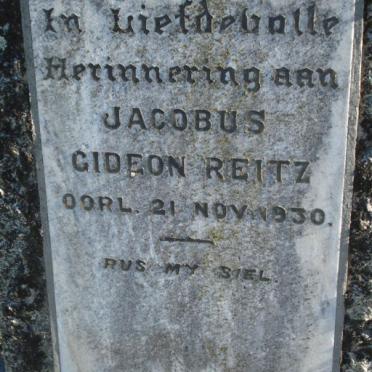 In Liefdevolle
Herinnering aan
JACOBUS
GIDEON REITZ
OORL. 21 NOV. 1930.
RUS MY SIEL.